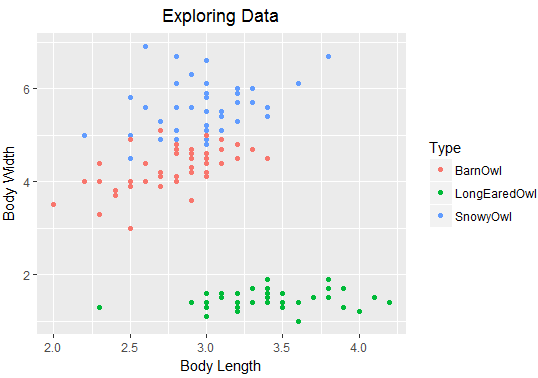 Exploring Data
6
4
2
Body Width
2.0 2.5 3.0 3.5 4.0
Body Length
Type
BarnOwl
LongEaredOwl
SnowyOwl